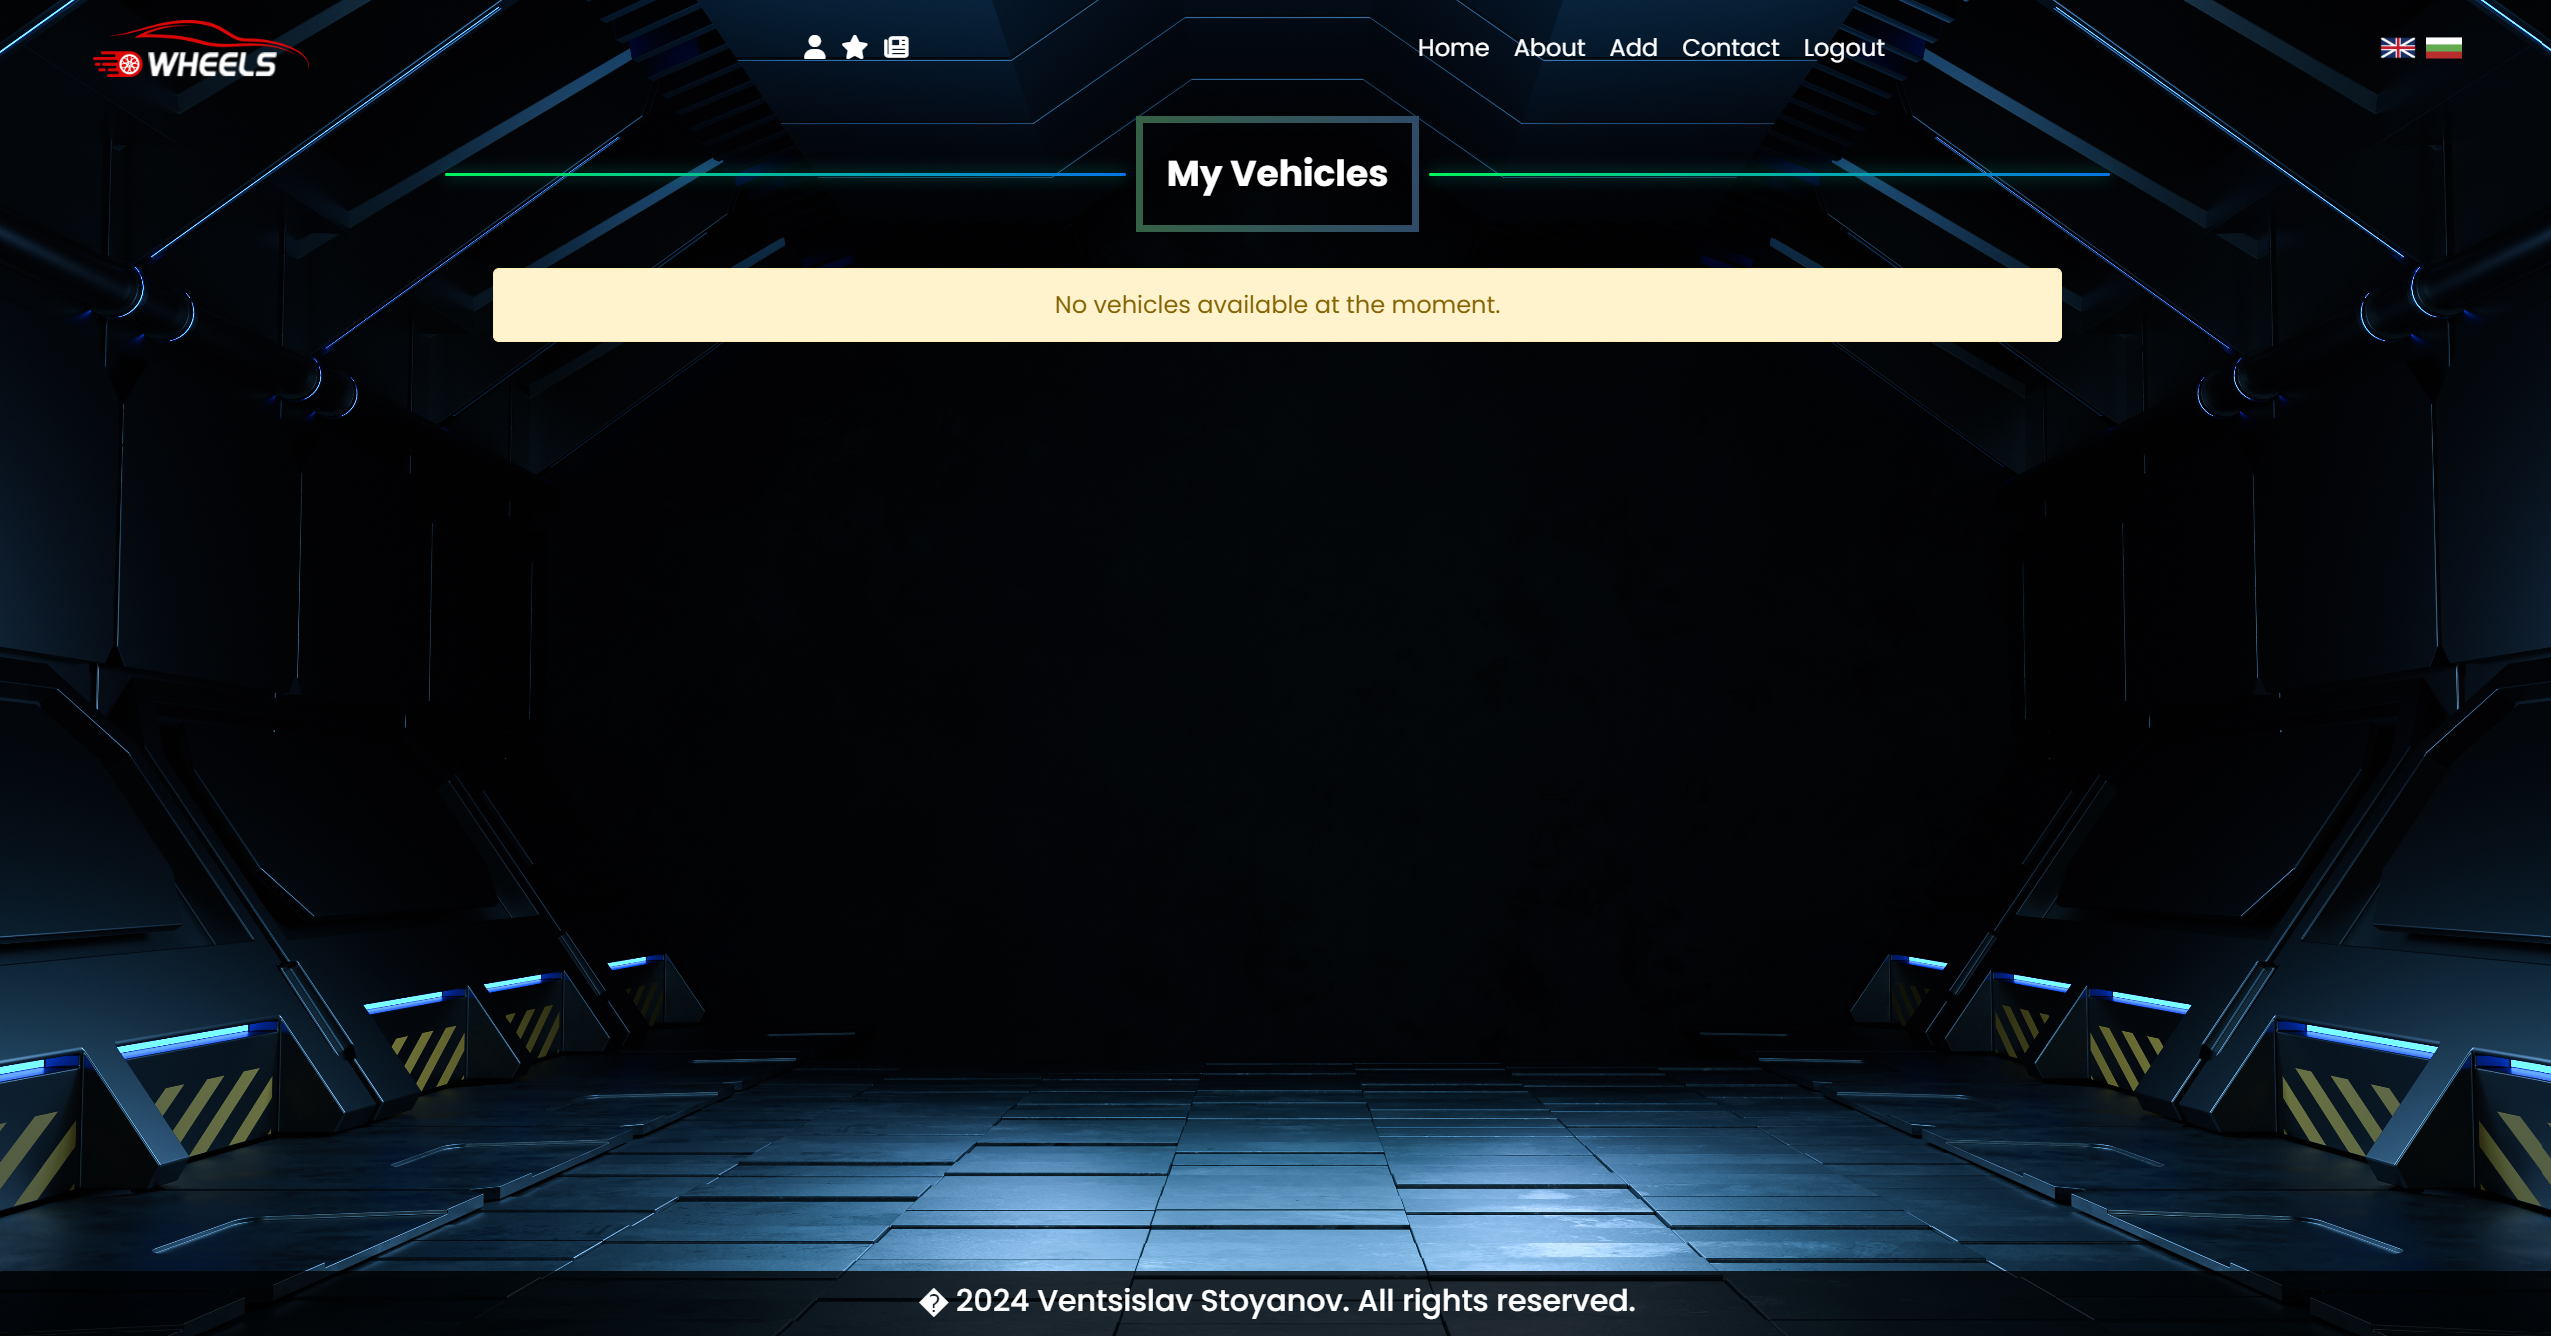 WHEELS
Home About Add Contact Logout
My Vehicles
No vehicles available at the moment.
� 2024 Ventsislav Stoyanov. All rights reserved.